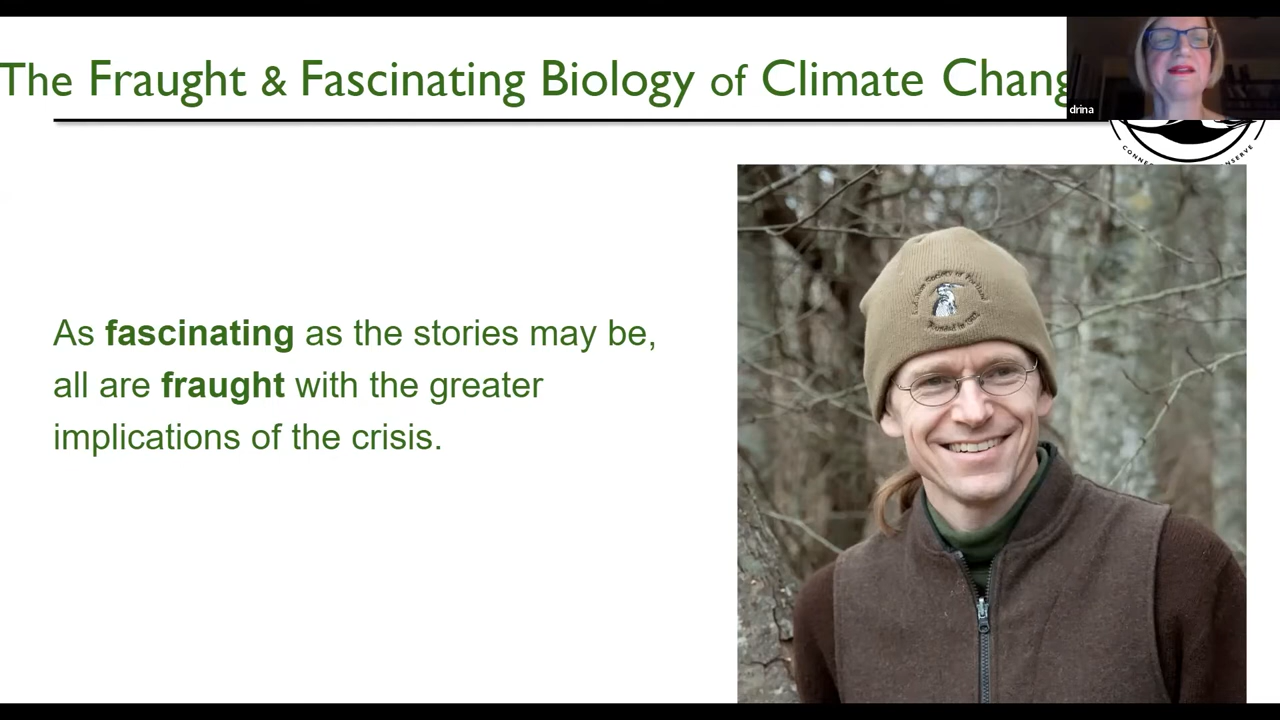 The Fraught & Fascinating Biology of Climate Chang
drina
As fascinating as the stories may be,
all are fraught with the greater
implications of the crisis.